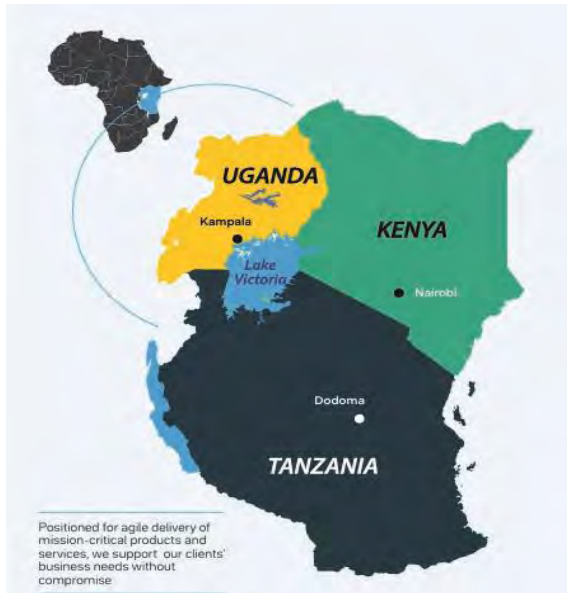 UGANDA
Kampala
KENYA
Lake
Victoria
Nairobi
Dodoma
TANZANIA
Positioned for agile delivery of
mission-critical products and
services, we support our clients'
business needs without
compromise